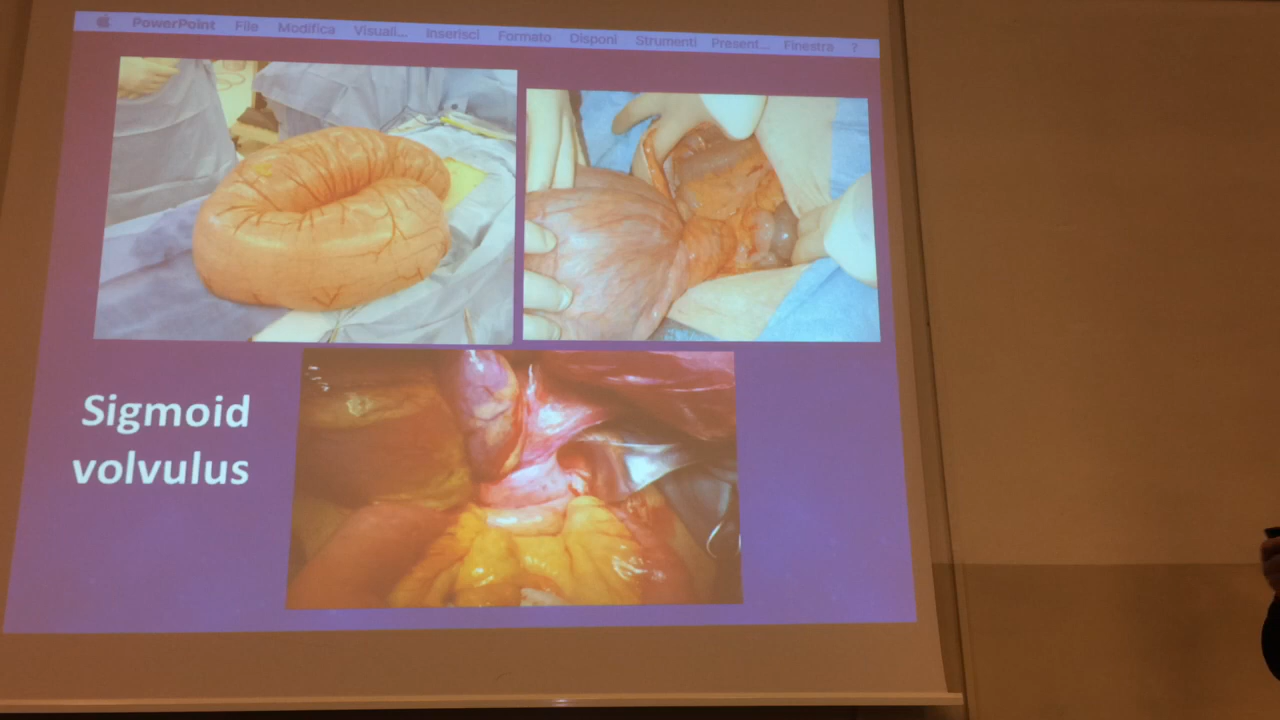 PowerPoint File Modifica Visuali... Inserisci Formato Disponi Strumenti Present... Finestra ?
Sigmoid
volvulus